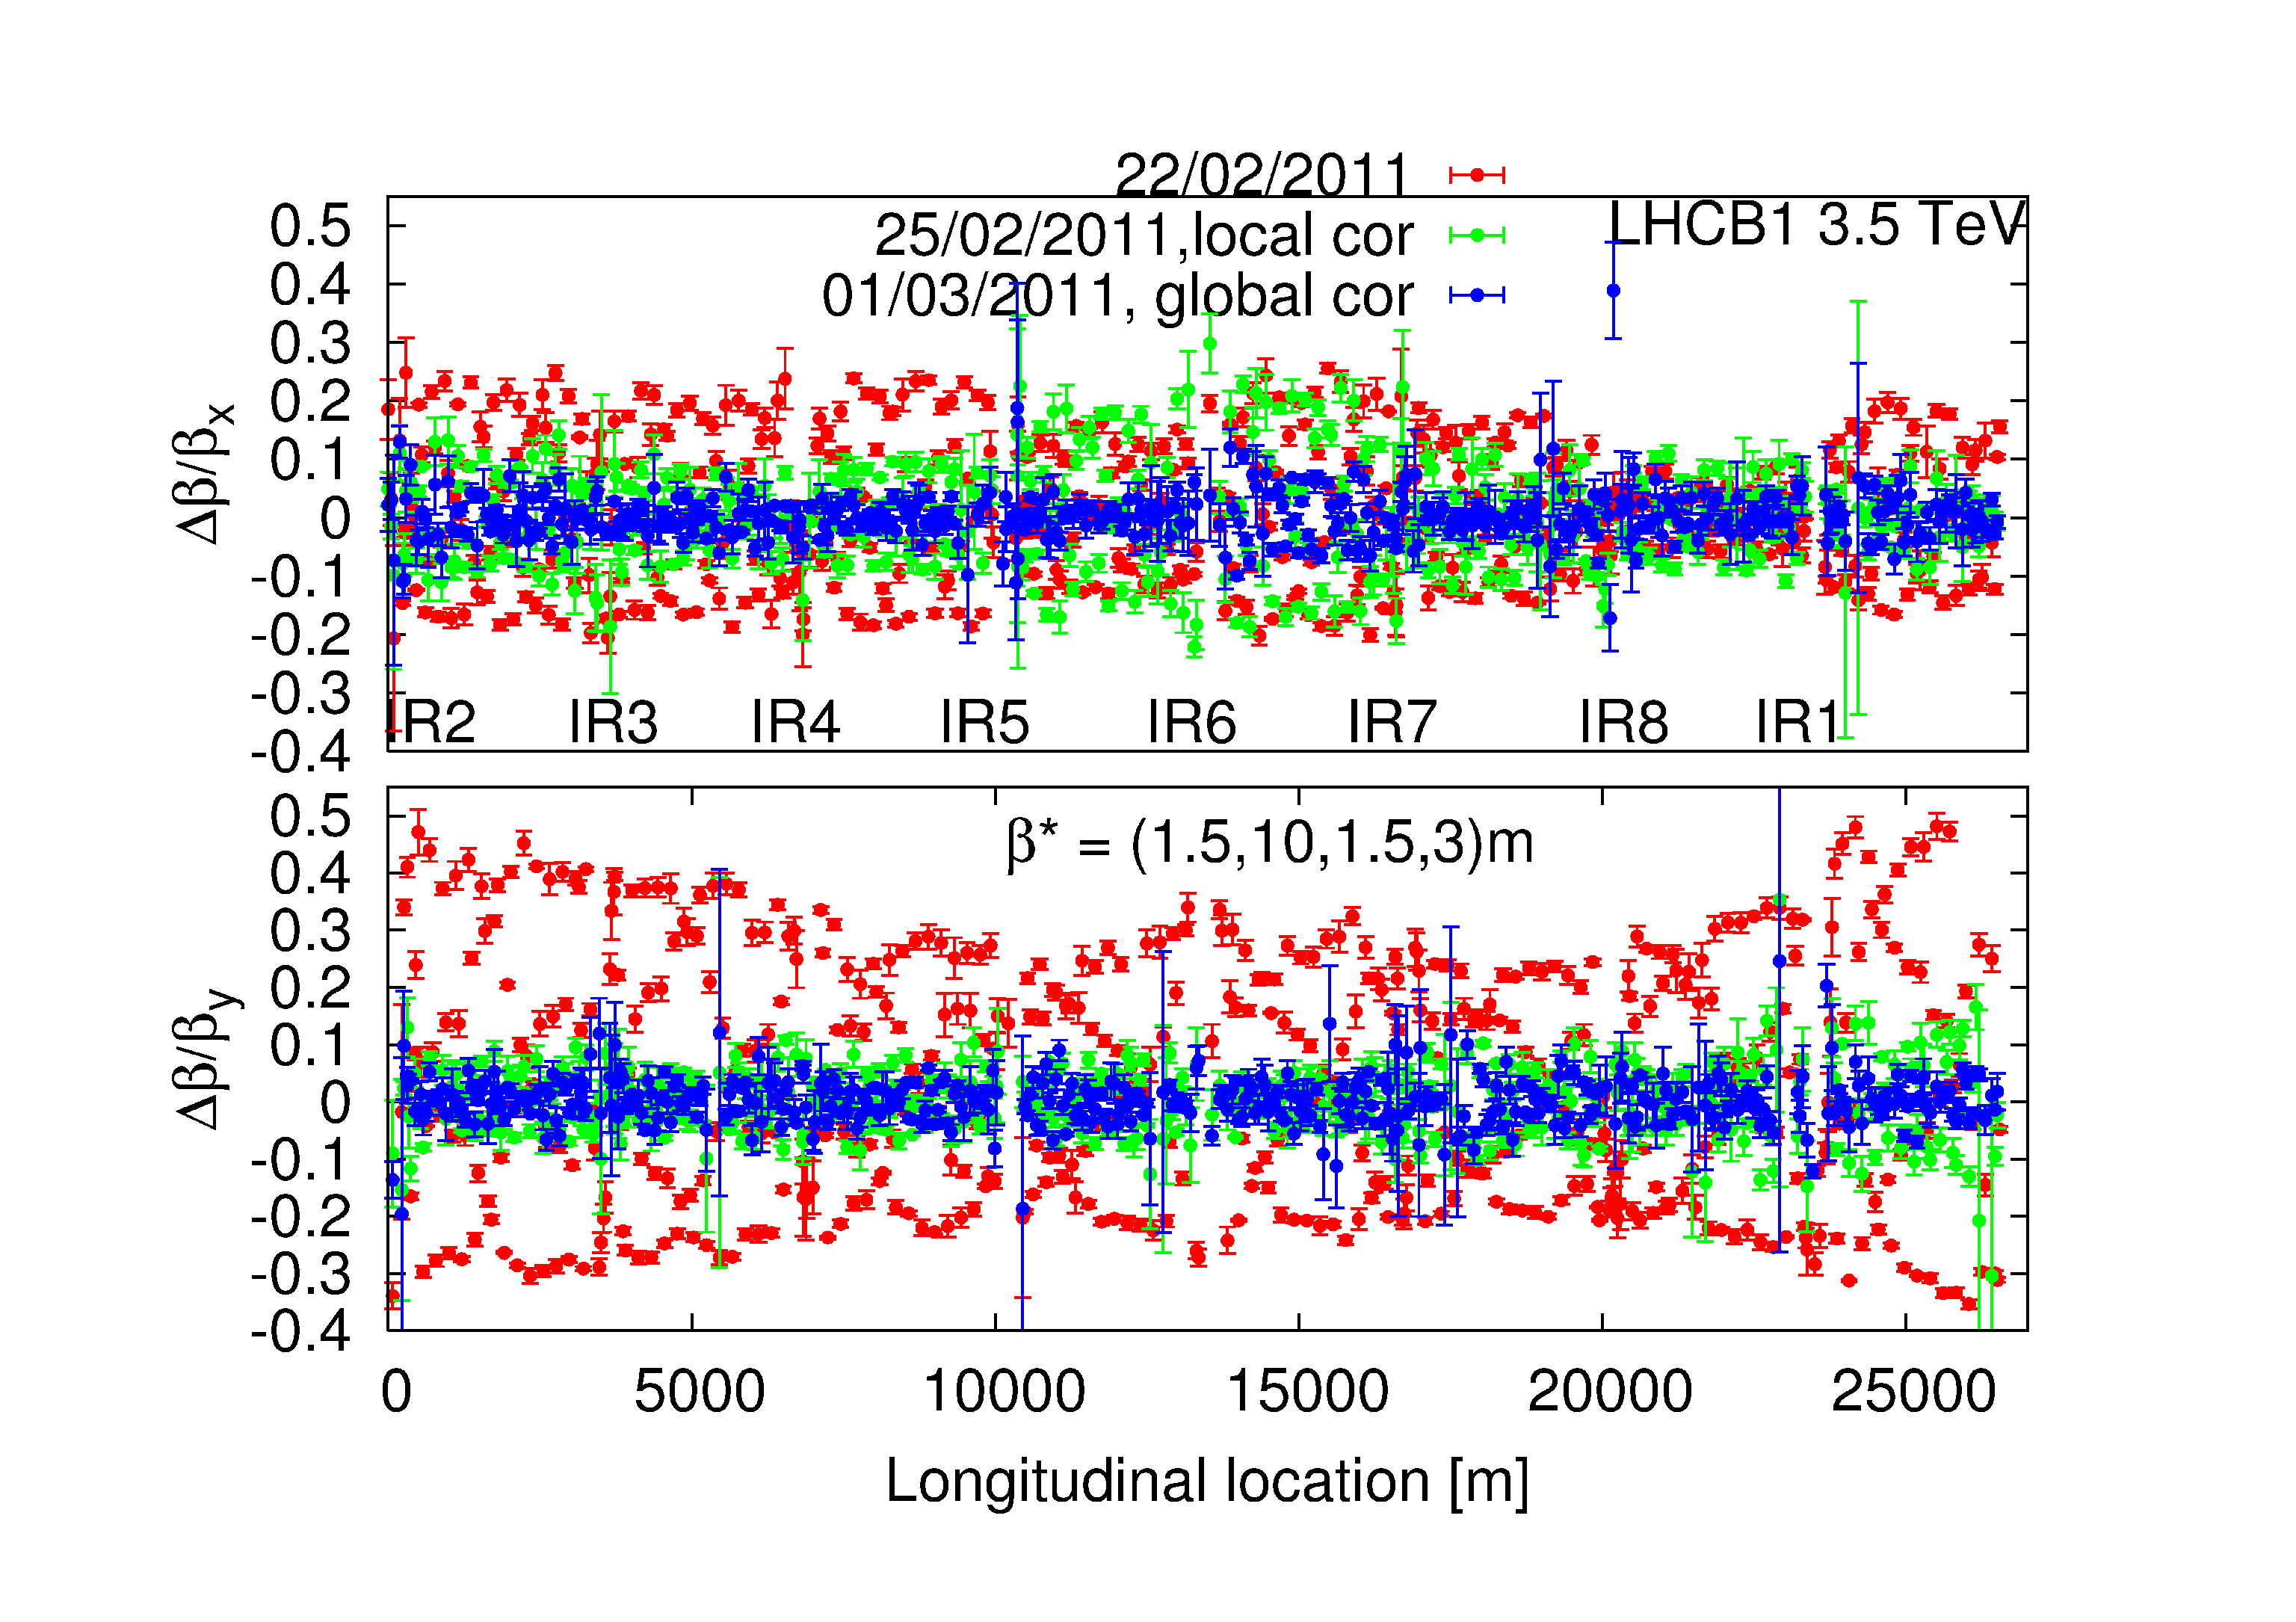 22/02/2011
25/02/2011,local cor
01/03/2011, global cor
LHCB1 3.5 TeV
0.5
0.4
0.3
0.2
0.1
0
-0.1
-0.2
-0.3
-0.4
Δβ/βx
IR2 IR3 IR4 IR5 IR6 IR7 IR8 IR1
β* = (1.5,10,1.5,3)m
0.5
0.4
0.3
0.2
0.1
0
-0.1
-0.2
-0.3
-0.4
Δβ/βy
0 5000 10000 15000 20000 25000
Longitudinal location [m]